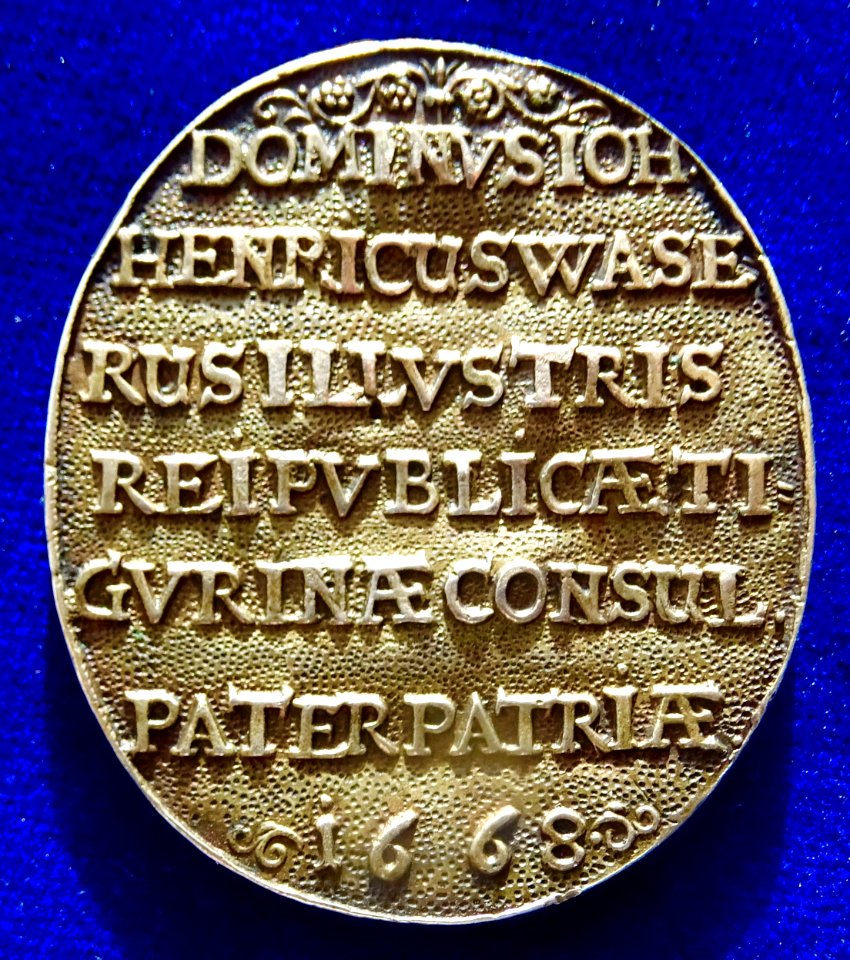 DOMINVS IOH
HENRICUS WASE
RUS ILLVSTRIS
REIPVBLICÆ TI-
GVRINÆ CONSUL.
PATER PATRIÆ
1668